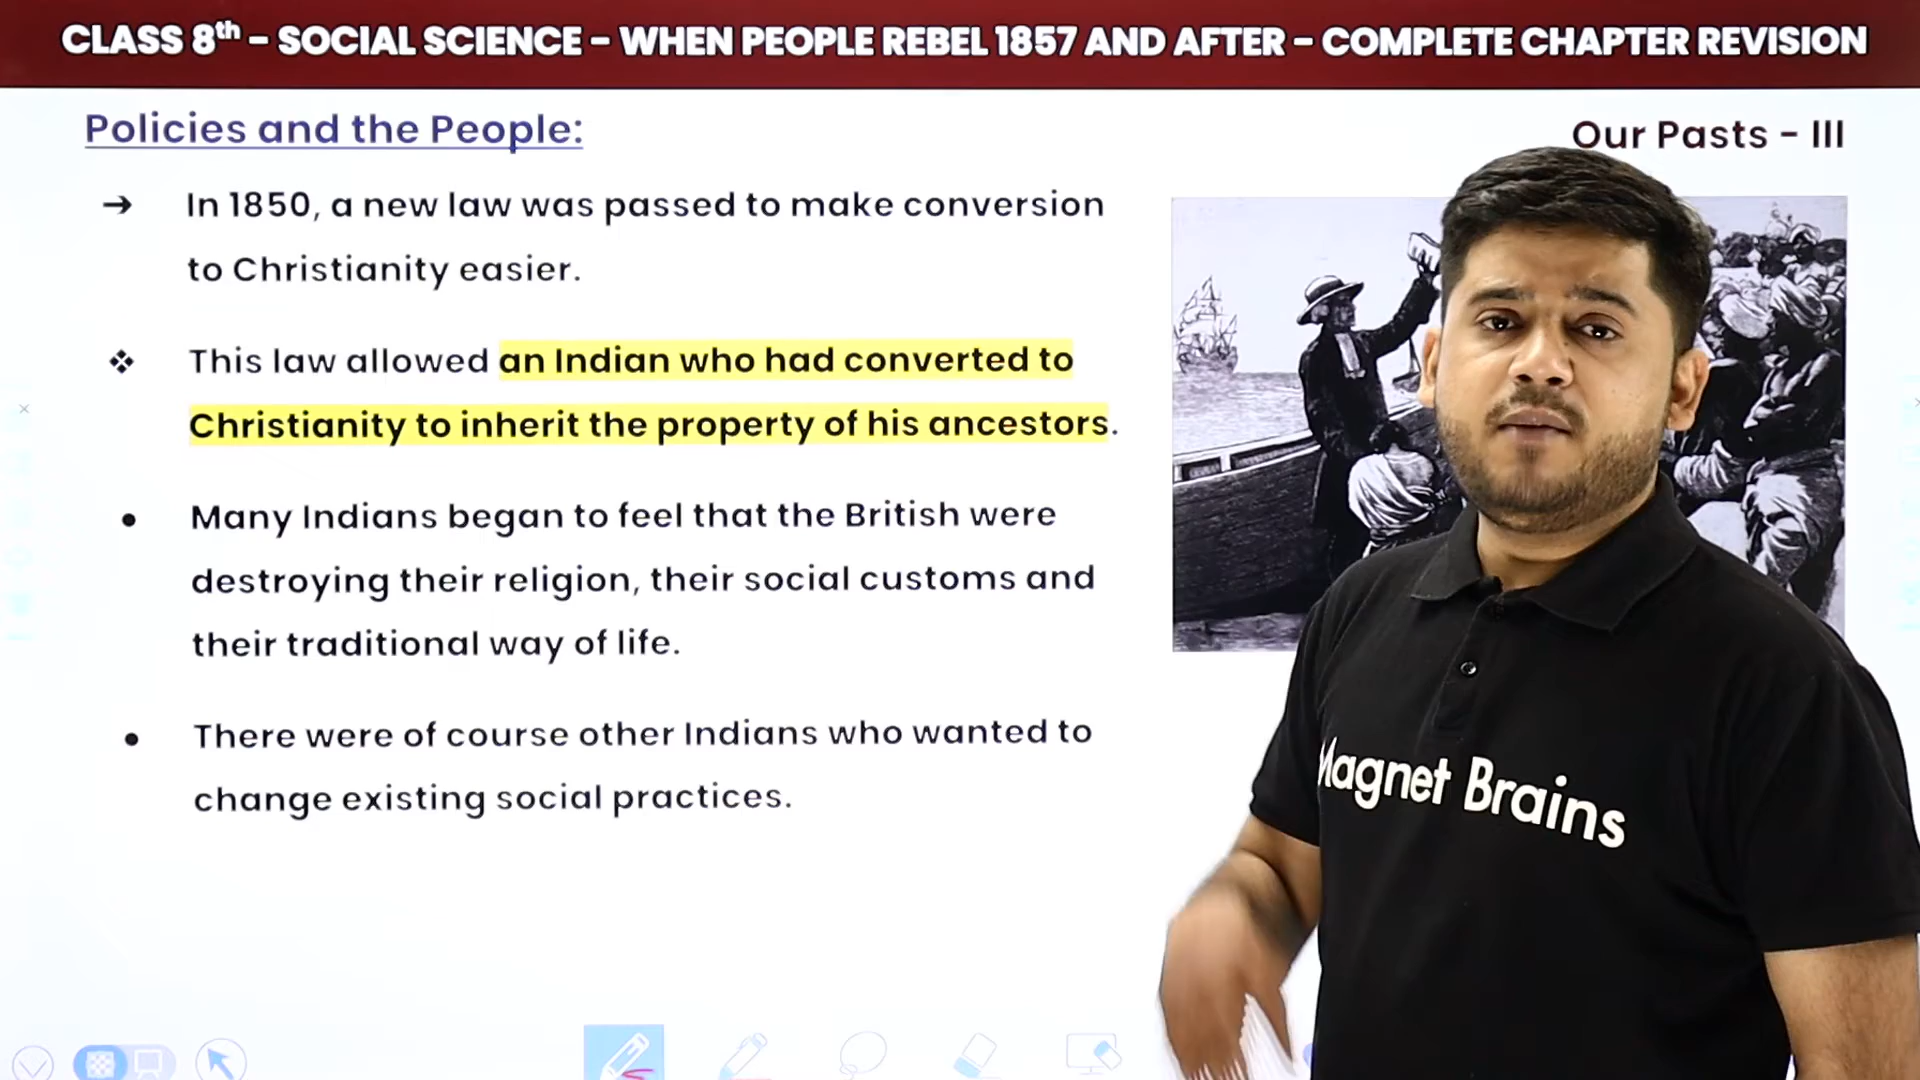 CLASS 8th – SOCIAL SCIENCE – WHEN PEOPLE REBEL 1857 AND AFTER – COMPLETE CHAPTER REVISION
Policies and the People:
Our Pasts - III
➔ In 1850, a new law was passed to make conversion
to Christianity easier.
❖ This law allowed an Indian who had converted to
Christianity to inherit the property of his ancestors.
● Many Indians began to feel that the British were
destroying their religion, their social customs and
their traditional way of life.
● There were of course other Indians who wanted to
change existing social practices.
Magnet Brains